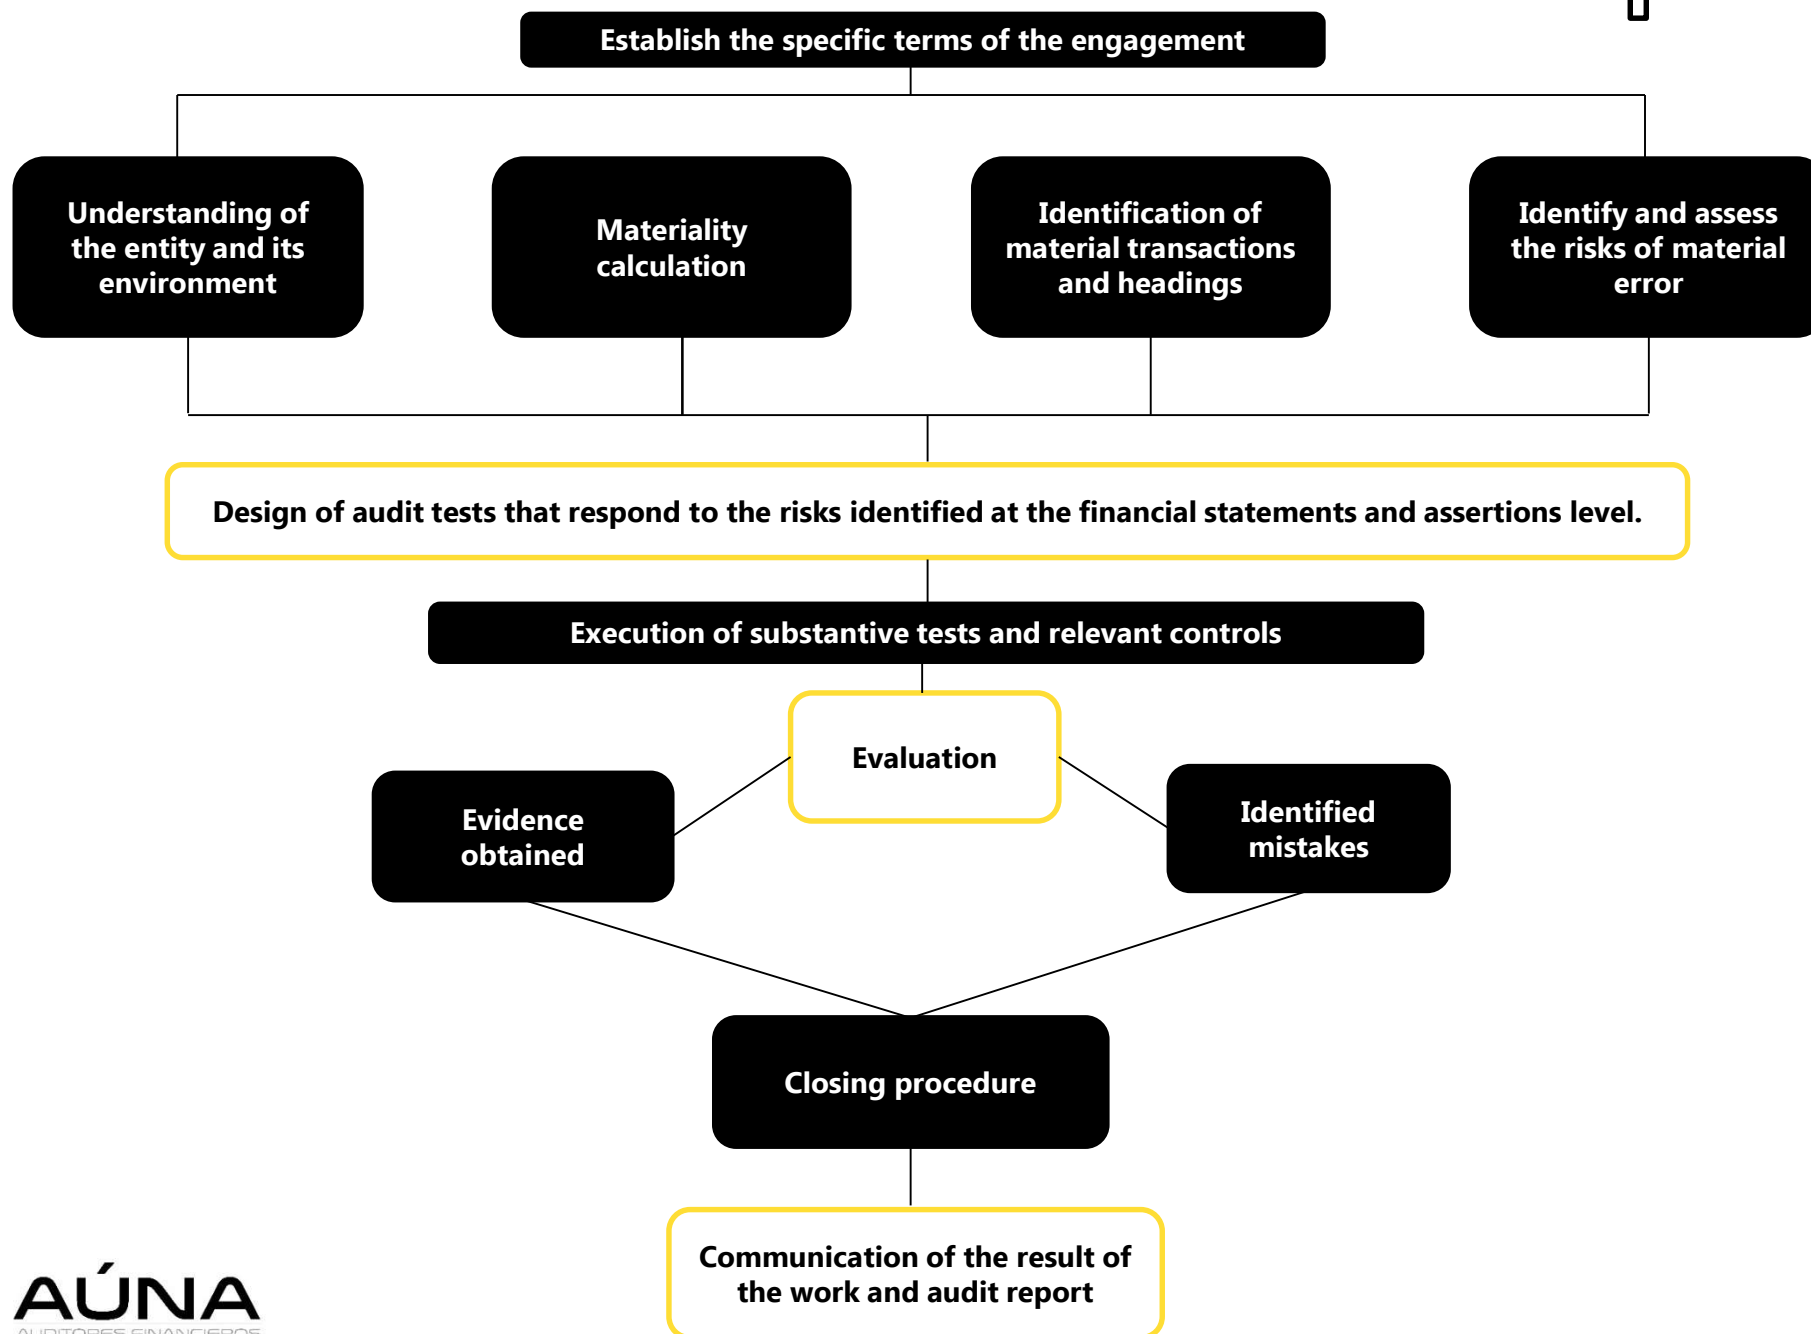 Establish the specific terms of the engagement
Understanding of
the entity and its
environment
Materiality
calculation
Identification of
material transactions
and headings
Identify and assess
the risks of material
error
Design of audit tests that respond to the risks identified at the financial statements and assertions level.
Execution of substantive tests and relevant controls
Evaluation
Evidence
obtained
Identified
mistakes
Closing procedure
Communication of the result of
the work and audit report
AÚNA
AUDITORES FINANCIEROS